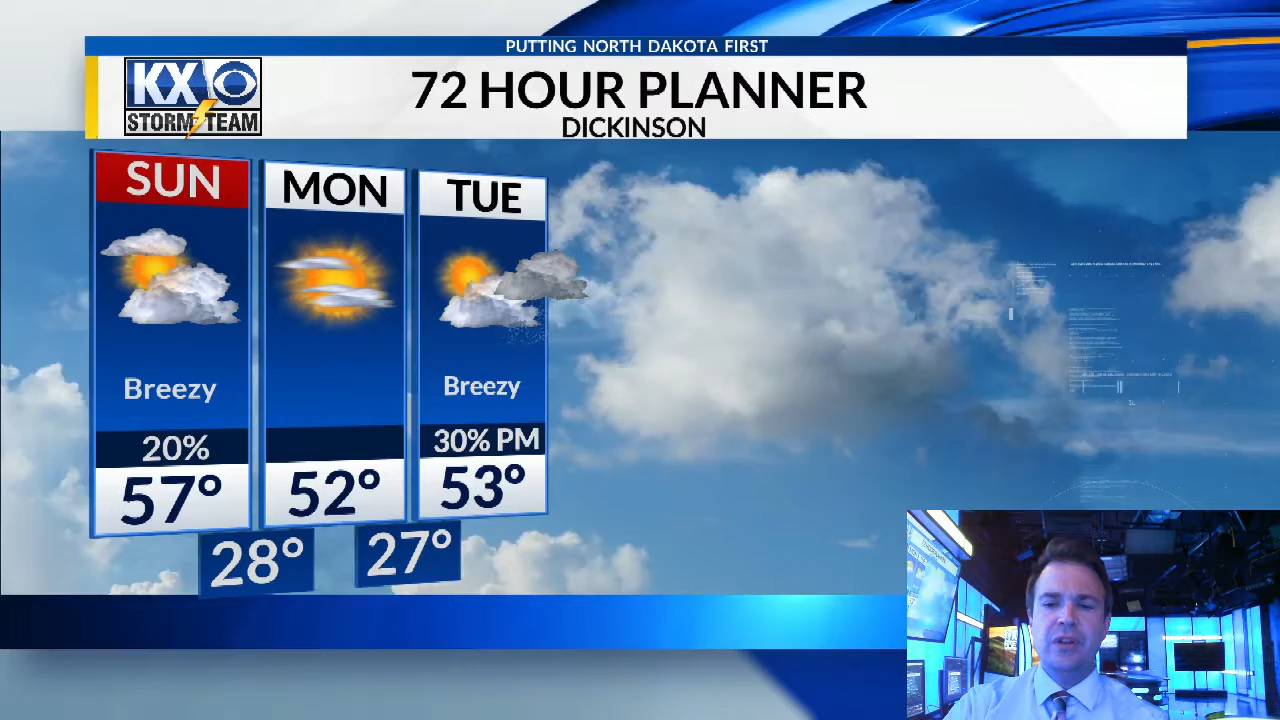 PUTTING NORTH DAKOTA FIRST
KX
STORM TEAM
72 HOUR PLANNER
DICKINSON
SUN
MON
TUE
Breezy
Breezy
20%
30% PM
57°
52°
53°
28°
27°